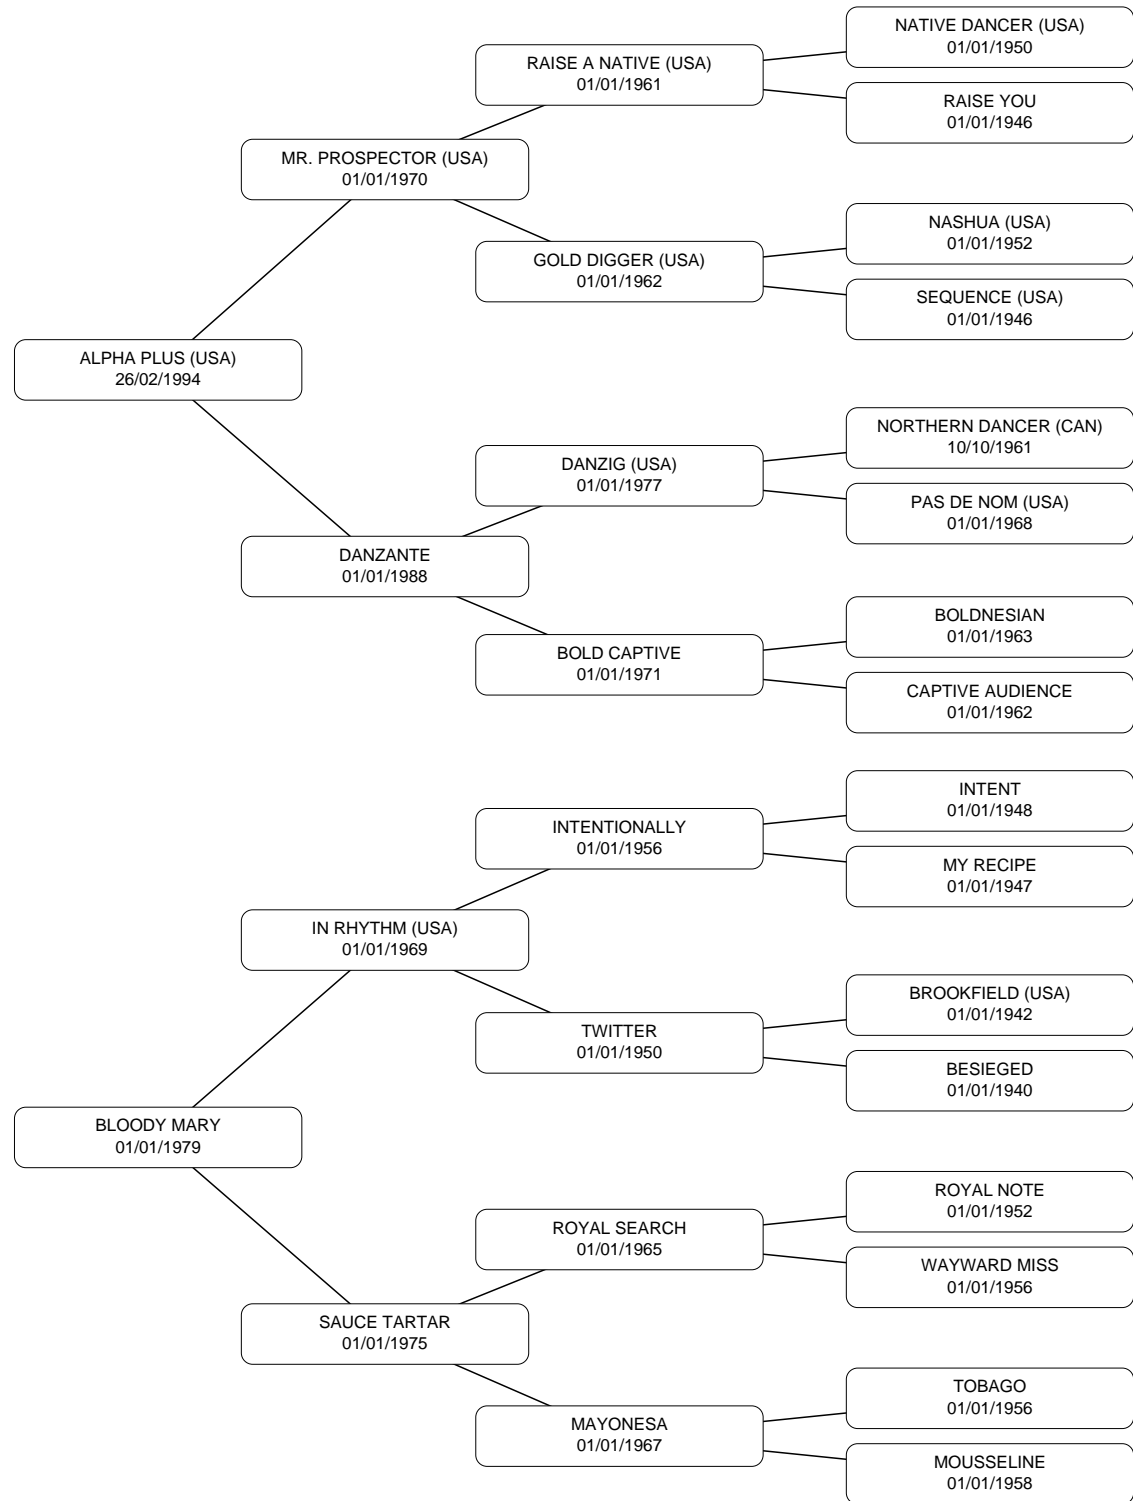 NATIVE DANCER (USA)
01/01/1950
RAISE A NATIVE (USA)
01/01/1961
RAISE YOU
01/01/1946
MR. PROSPECTOR (USA)
01/01/1970
NASHUA (USA)
01/01/1952
GOLD DIGGER (USA)
01/01/1962
SEQUENCE (USA)
01/01/1946
ALPHA PLUS (USA)
26/02/1994
NORTHERN DANCER (CAN)
10/10/1961
DANZIG (USA)
01/01/1977
PAS DE NOM (USA)
01/01/1968
DANZANTE
01/01/1988
BOLDNESIAN
01/01/1963
BOLD CAPTIVE
01/01/1971
CAPTIVE AUDIENCE
01/01/1962
INTENT
01/01/1948
INTENTIONALLY
01/01/1956
MY RECIPE
01/01/1947
IN RHYTHM (USA)
01/01/1969
BROOKFIELD (USA)
01/01/1942
TWITTER
01/01/1950
BESIEGED
01/01/1940
BLOODY MARY
01/01/1979
ROYAL NOTE
01/01/1952
ROYAL SEARCH
01/01/1965
WAYWARD MISS
01/01/1956
SAUCE TARTAR
01/01/1975
TOBAGO
01/01/1956
MAYONESA
01/01/1967
MOUSSELINE
01/01/1958